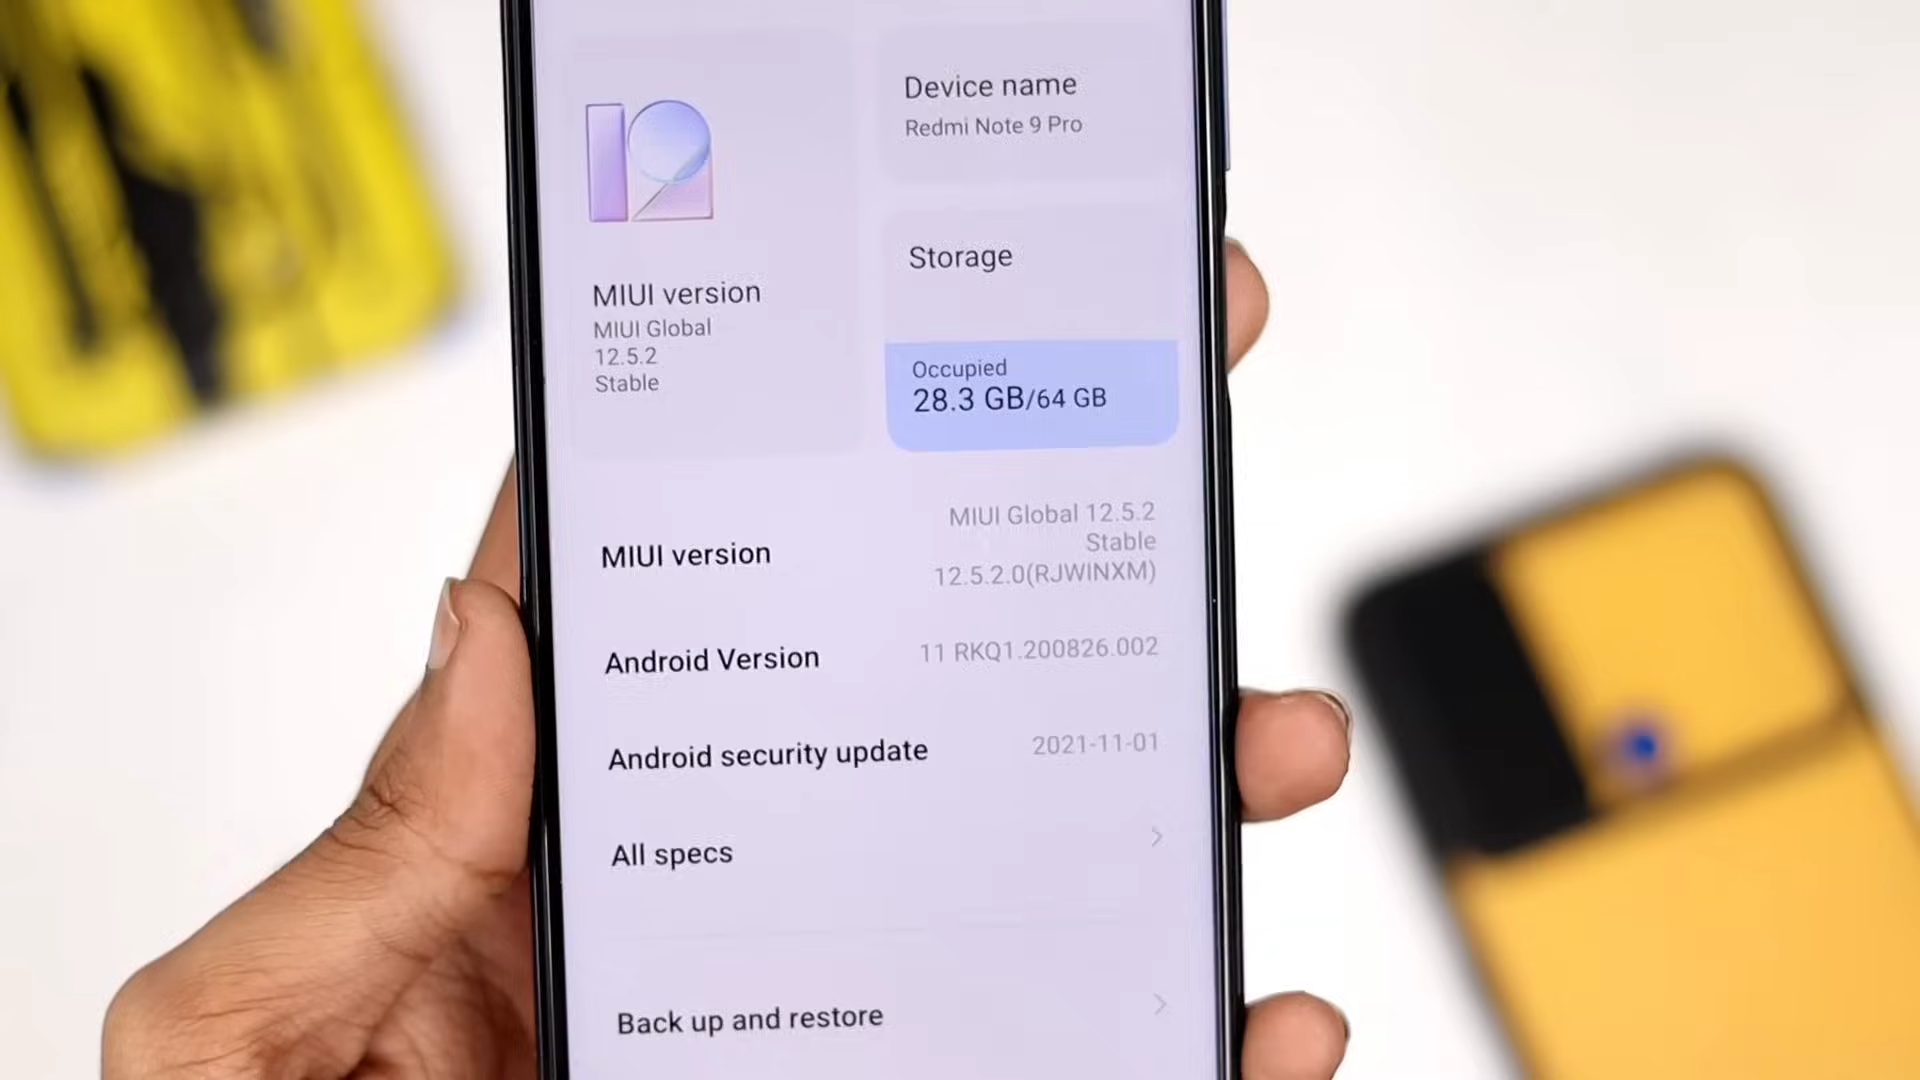 12
MIUI version
MIUI Global
12.5.2
Stable
Device name
Redmi Note 9 Pro
Storage
Occupied
28.3 GB/64 GB
MIUI version
MIUI Global 12.5.2
Stable
12.5.2.0(RJWINXM)
Android Version
11 RKQ1.200826.002
Android security update
2021-11-01
All specs
Back up and restore